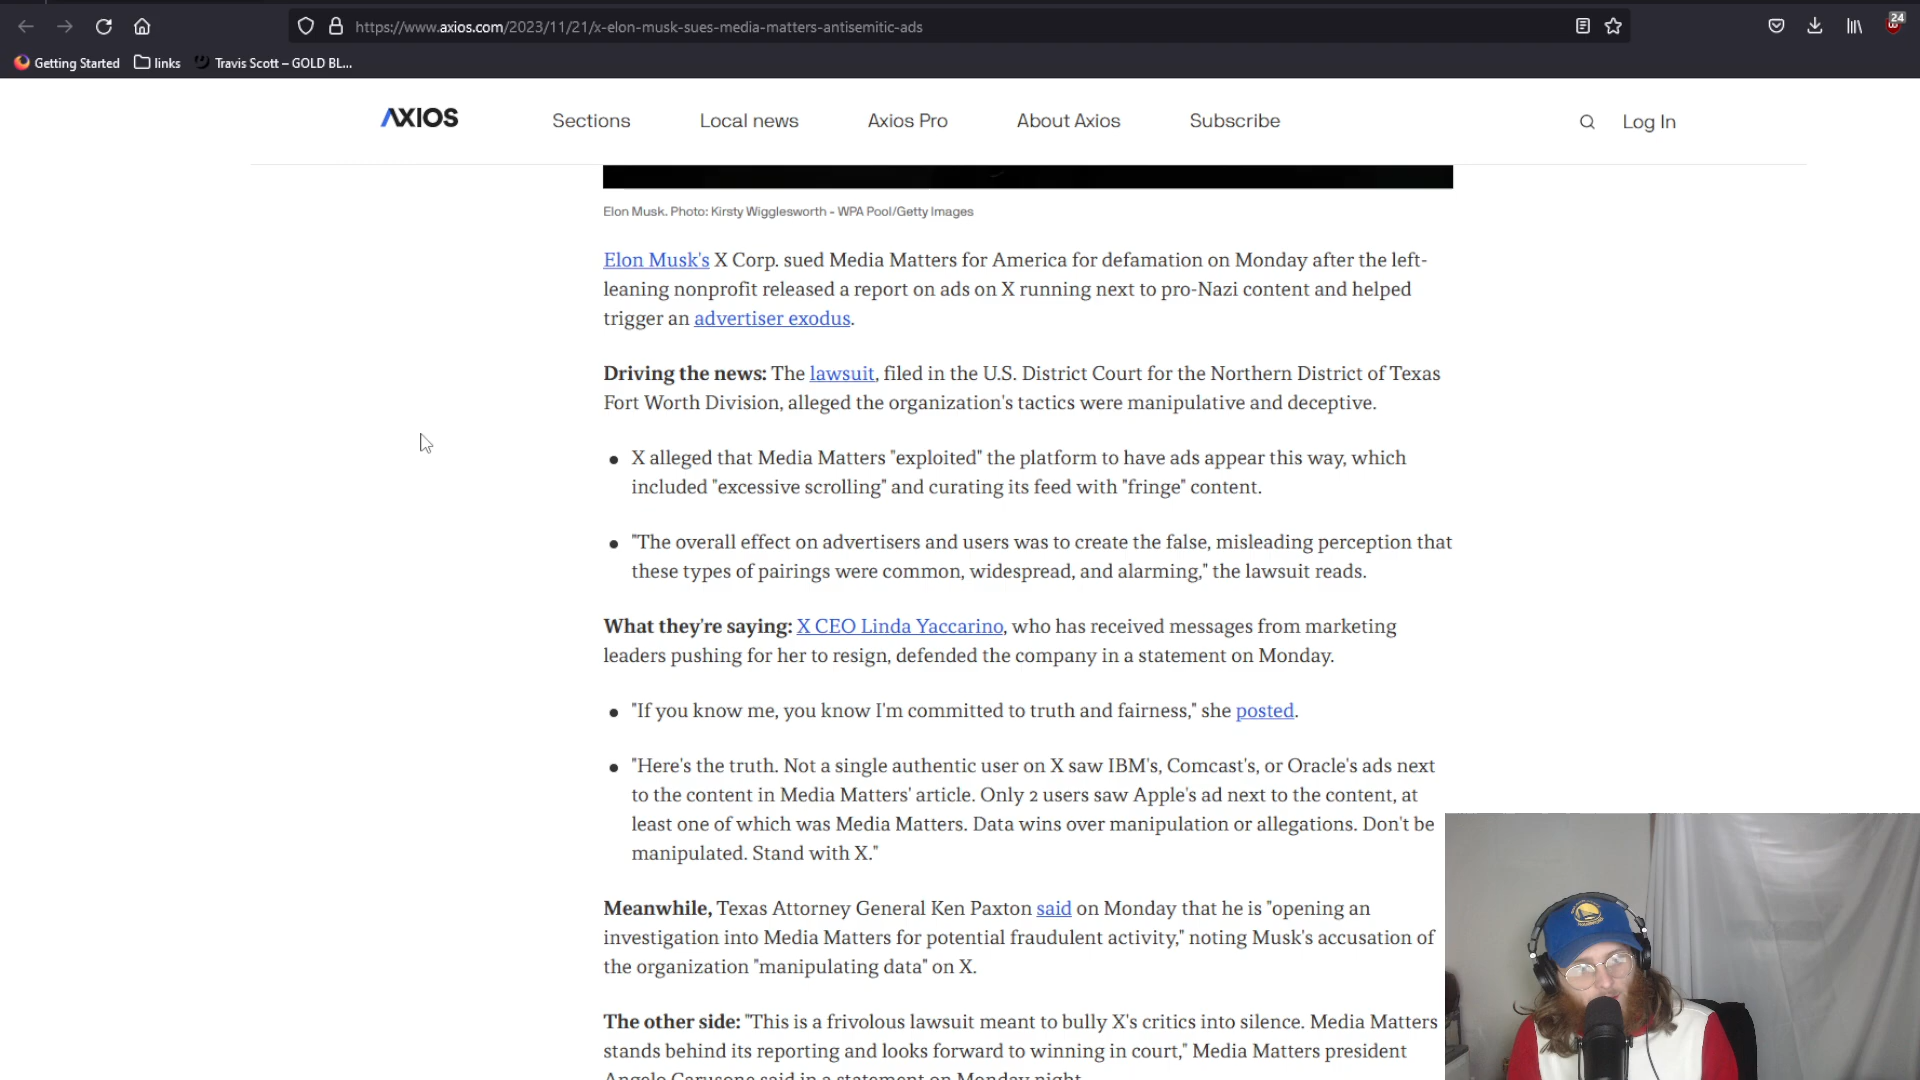 https://www.axios.com/2023/11/21/x-elon-musk-sues-media-matters-antisemitic-ads
24
Getting Started
links
Travis Scott – GOLD BL...
AXIOS
Sections
Local news
Axios Pro
About Axios
Subscribe
Log In
Elon Musk. Photo: Kirsty Wigglesworth - WPA Pool/Getty Images
Elon Musk's X Corp. sued Media Matters for America for defamation on Monday after the left-
leaning nonprofit released a report on ads on X running next to pro-Nazi content and helped
trigger an advertiser exodus.
Driving the news: The lawsuit, filed in the U.S. District Court for the Northern District of Texas
Fort Worth Division, alleged the organization's tactics were manipulative and deceptive.
• X alleged that Media Matters "exploited" the platform to have ads appear this way, which
included "excessive scrolling" and curating its feed with "fringe" content.
• "The overall effect on advertisers and users was to create the false, misleading perception that
these types of pairings were common, widespread, and alarming," the lawsuit reads.
What they're saying: X CEO Linda Yaccarino, who has received messages from marketing
leaders pushing for her to resign, defended the company in a statement on Monday.
• "If you know me, you know I'm committed to truth and fairness," she posted.
• "Here's the truth. Not a single authentic user on X saw IBM's, Comcast's, or Oracle's ads next
to the content in Media Matters' article. Only 2 users saw Apple's ad next to the content, at
least one of which was Media Matters. Data wins over manipulation or allegations. Don't be
manipulated. Stand with X."
Meanwhile, Texas Attorney General Ken Paxton said on Monday that he is "opening an
investigation into Media Matters for potential fraudulent activity," noting Musk's accusation of
the organization "manipulating data" on X.
The other side: "This is a frivolous lawsuit meant to bully X's critics into silence. Media Matters
stands behind its reporting and looks forward to winning in court," Media Matters president
Angelo Carusone said in a statement on Monday night.